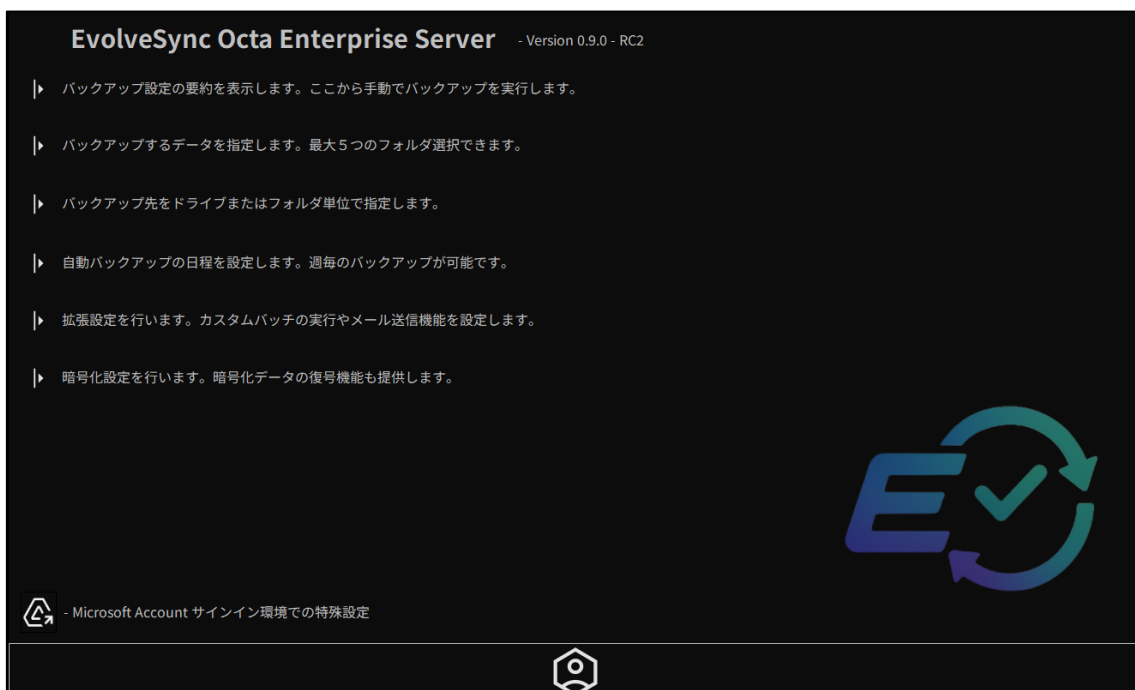 EvolveSync Octa Enterprise Server - Version 0.9.0 - RC2
バックアップ設定の要約を表示します。ここから手動でバックアップを実行します。
バックアップするデータを指定します。最大５つのフォルダ選択できます。
バックアップ先をドライブまたはフォルダ単位で指定します。
自動バックアップの日程を設定します。週毎のバックアップが可能です。
拡張設定を行います。カスタムバッチの実行やメール送信機能を設定します。
暗号化設定を行います。暗号化データの復号機能も提供します。
E
- Microsoft Account サインイン環境での特殊設定